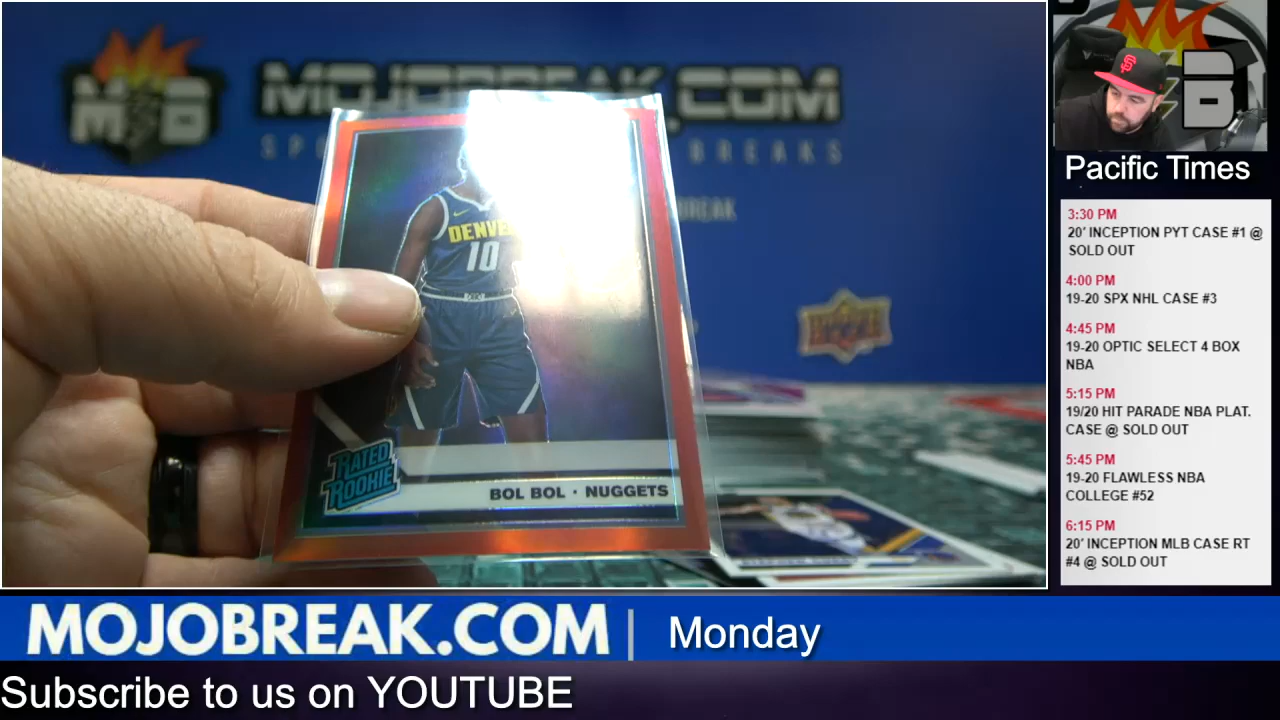 MOJOBREAK.COM
DENVE
10
RATED
ROOKIE
BOL BOL · NUGGETS
Pacific Times
3:30 PM
20' INCEPTION PYT CASE #1 @
SOLD OUT
4:00 PM
19-20 SPX NHL CASE #3
4:45 PM
19-20 OPTIC SELECT 4 BOX
NBA
5:15 PM
19/20 HIT PARADE NBA PLAT.
CASE @ SOLD OUT
5:45 PM
19-20 FLAWLESS NBA
COLLEGE #52
6:15 PM
20' INCEPTION MLB CASE RT
#4 @ SOLD OUT
MOJOBREAK.COM | Monday
Subscribe to us on YOUTUBE